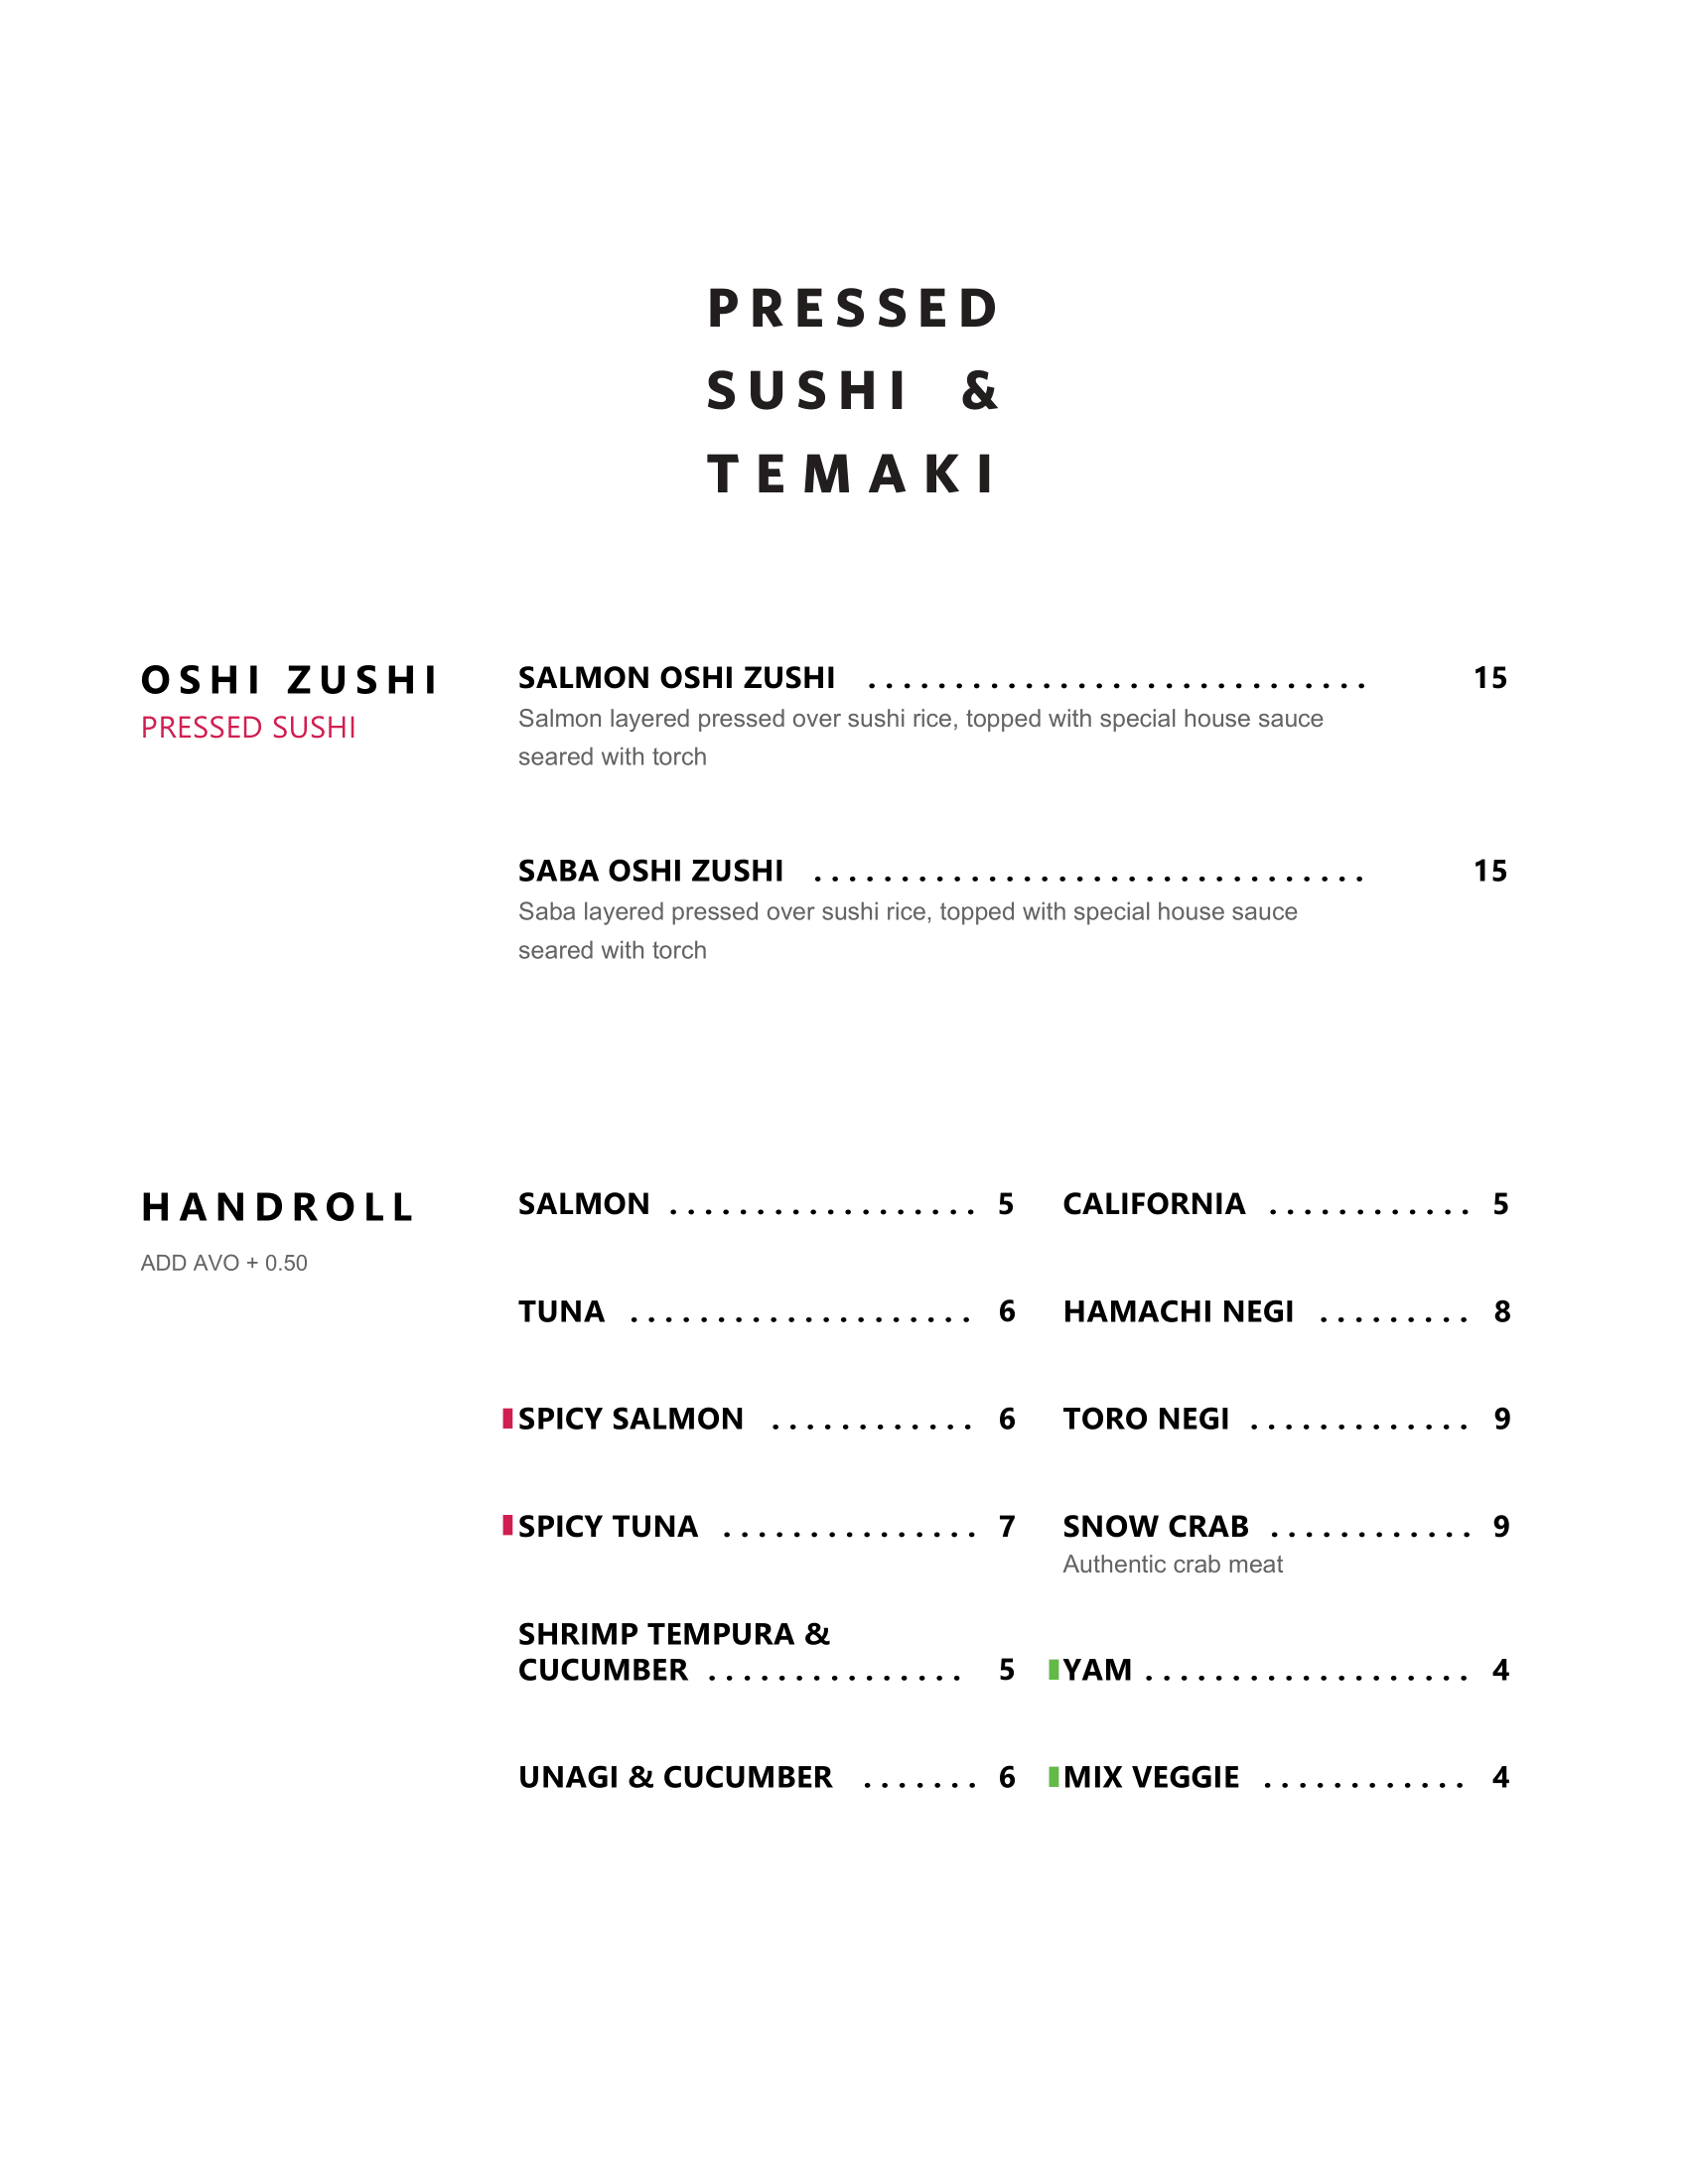 PRESSED
SUSHI &
TEMAKI
OSHI ZUSHI
PRESSED SUSHI
SALMON OSHI ZUSHI ............................. 15
Salmon layered pressed over sushi rice, topped with special house sauce
seared with torch
SABA OSHI ZUSHI ................................ 15
Saba layered pressed over sushi rice, topped with special house sauce
seared with torch
HANDROLL
ADD AVO + 0.50
SALMON .................. 5
TUNA .................... 6
SPICY SALMON ............ 6
SPICY TUNA ............... 7
SHRIMP TEMPURA &
CUCUMBER ............... 5
UNAGI & CUCUMBER ....... 6
CALIFORNIA ............ 5
HAMACHI NEGI ......... 8
TORO NEGI ............. 9
SNOW CRAB ............ 9
Authentic crab meat
YAM ................... 4
MIX VEGGIE ............ 4